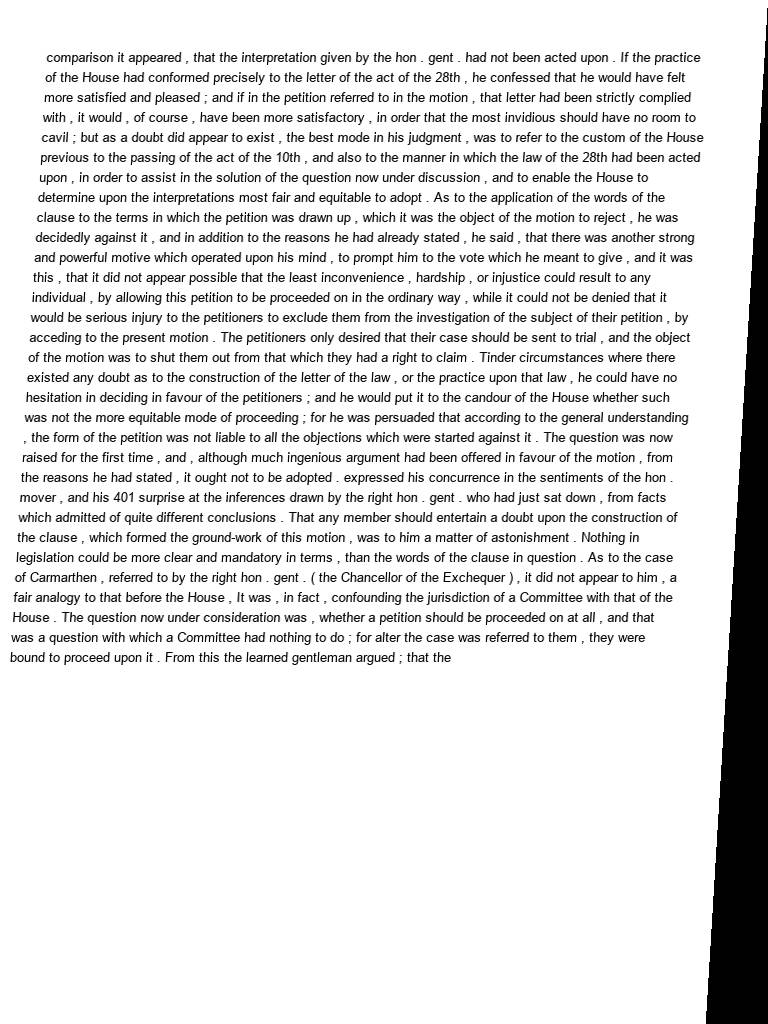 comparison it appeared , that the interpretation given by the hon . gent . had not been acted upon . If the practice
of the House had conformed precisely to the letter of the act of the 28th , he confessed that he would have felt
more satisfied and pleased ; and if in the petition referred to in the motion , that letter had been strictly complied
with , it would , of course , have been more satisfactory , in order that the most invidious should have no room to
cavil ; but as a doubt did appear to exist , the best mode in his judgment , was to refer to the custom of the House
previous to the passing of the act of the 10th , and also to the manner in which the law of the 28th had been acted
upon , in order to assist in the solution of the question now under discussion , and to enable the House to
determine upon the interpretations most fair and equitable to adopt . As to the application of the words of the
clause to the terms in which the petition was drawn up , which it was the object of the motion to reject , he was
decidedly against it , and in addition to the reasons he had already stated , he said , that there was another strong
and powerful motive which operated upon his mind , to prompt him to the vote which he meant to give , and it was
this , that it did not appear possible that the least inconvenience , hardship , or injustice could result to any
individual , by allowing this petition to be proceeded on in the ordinary way , while it could not be denied that it
would be serious injury to the petitioners to exclude them from the investigation of the subject of their petition , by
acceding to the present motion . The petitioners only desired that their case should be sent to trial , and the object
of the motion was to shut them out from that which they had a right to claim . Tinder circumstances where there
existed any doubt as to the construction of the letter of the law , or the practice upon that law , he could have no
hesitation in deciding in favour of the petitioners ; and he would put it to the candour of the House whether such
was not the more equitable mode of proceeding ; for he was persuaded that according to the general understanding
, the form of the petition was not liable to all the objections which were started against it . The question was now
raised for the first time , and , although much ingenious argument had been offered in favour of the motion , from
the reasons he had stated , it ought not to be adopted . expressed his concurrence in the sentiments of the hon .
mover , and his 401 surprise at the inferences drawn by the right hon . gent . who had just sat down , from facts
which admitted of quite different conclusions . That any member should entertain a doubt upon the construction of
the clause , which formed the ground-work of this motion , was to him a matter of astonishment . Nothing in
legislation could be more clear and mandatory in terms , than the words of the clause in question . As to the case
of Carmarthen , referred to by the right hon . gent . ( the Chancellor of the Exchequer ) , it did not appear to him , a
fair analogy to that before the House , It was , in fact , confounding the jurisdiction of a Committee with that of the
House . The question now under consideration was , whether a petition should be proceeded on at all , and that
was a question with which a Committee had nothing to do ; for alter the case was referred to them , they were
bound to proceed upon it . From this the learned gentleman argued ; that the